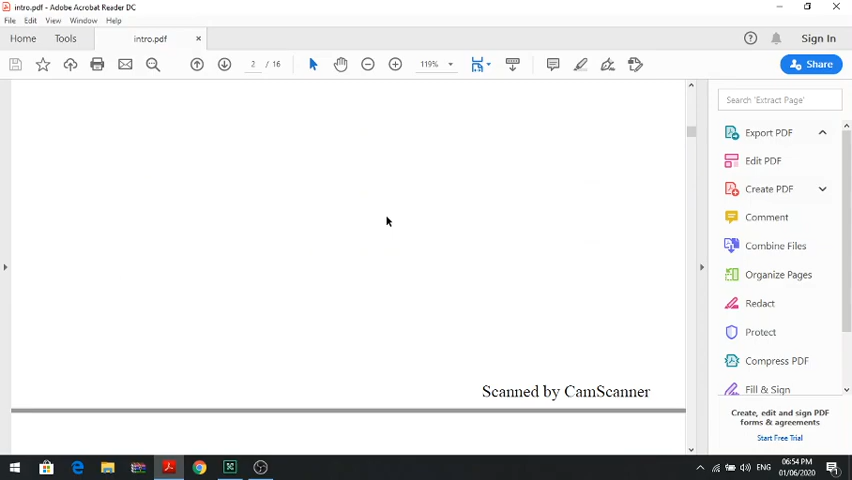 intro.pdf - Adobe Acrobat Reader DC
File Edit View Window Help
Home Tools intro.pdf × Sign In
2 / 16 119% Share
Search 'Extract Page'
Export PDF
Edit PDF
Create PDF
Comment
Combine Files
Organize Pages
Redact
Protect
Compress PDF
Fill & Sign
Scanned by CamScanner
Create, edit and sign PDF
forms & agreements
Start Free Trial
ENG
06:54 PM
01/06/2020